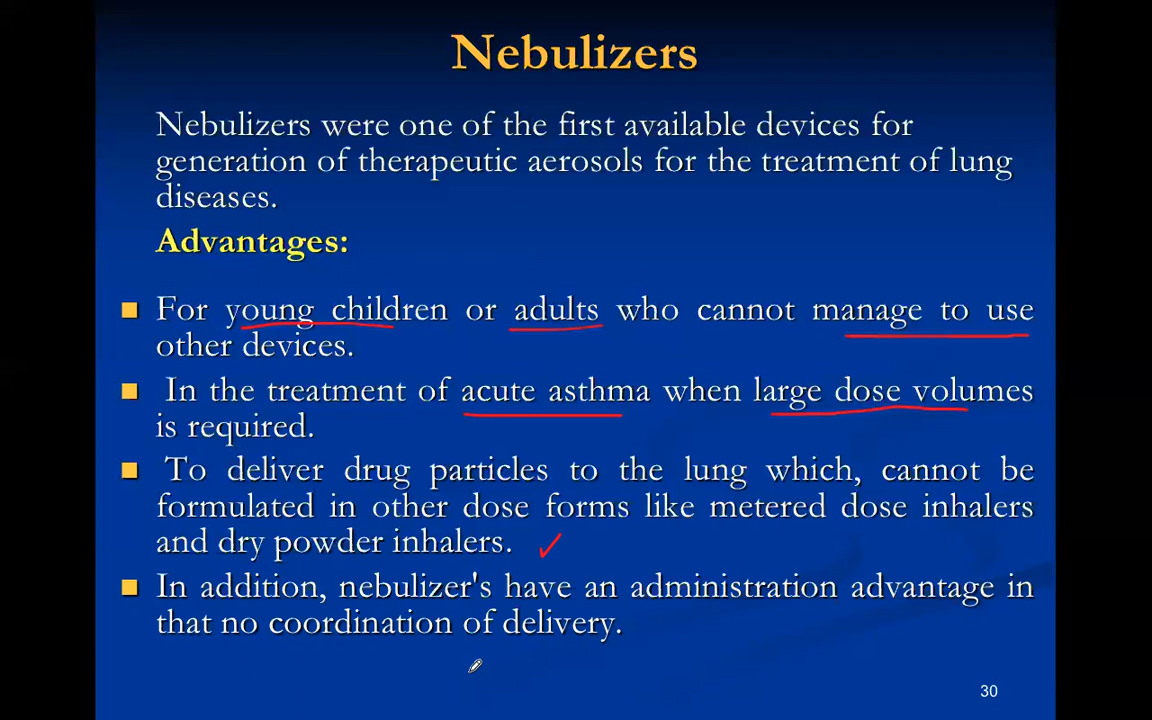 Nebulizers
Nebulizers were one of the first available devices for
generation of therapeutic aerosols for the treatment of lung
diseases.
Advantages:
For young children or adults who cannot manage to use
other devices.
In the treatment of acute asthma when large dose volumes
is required.
To deliver drug particles to the lung which, cannot be
formulated in other dose forms like metered dose inhalers
and dry powder inhalers.
In addition, nebulizer's have an administration advantage in
that no coordination of delivery.
30